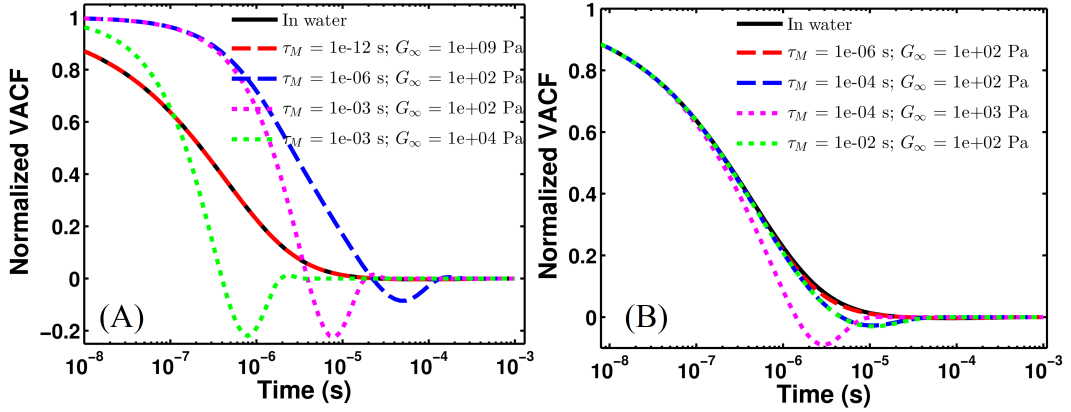 In water
τ_M = 1e-12 s; G_∞ = 1e+09 Pa
τ_M = 1e-06 s; G_∞ = 1e+02 Pa
τ_M = 1e-03 s; G_∞ = 1e+02 Pa
τ_M = 1e-03 s; G_∞ = 1e+04 Pa
Normalized VACF
1
0.8
0.6
0.4
0.2
0
−0.2
(A)
10⁻⁸ 10⁻⁷ 10⁻⁶ 10⁻⁵ 10⁻⁴ 10⁻³
Time (s)
In water
τ_M = 1e-06 s; G_∞ = 1e+02 Pa
τ_M = 1e-04 s; G_∞ = 1e+02 Pa
τ_M = 1e-04 s; G_∞ = 1e+03 Pa
τ_M = 1e-02 s; G_∞ = 1e+02 Pa
Normalized VACF
1
0.8
0.6
0.4
0.2
0
(B)
10⁻⁸ 10⁻⁷ 10⁻⁶ 10⁻⁵ 10⁻⁴ 10⁻³
Time (s)